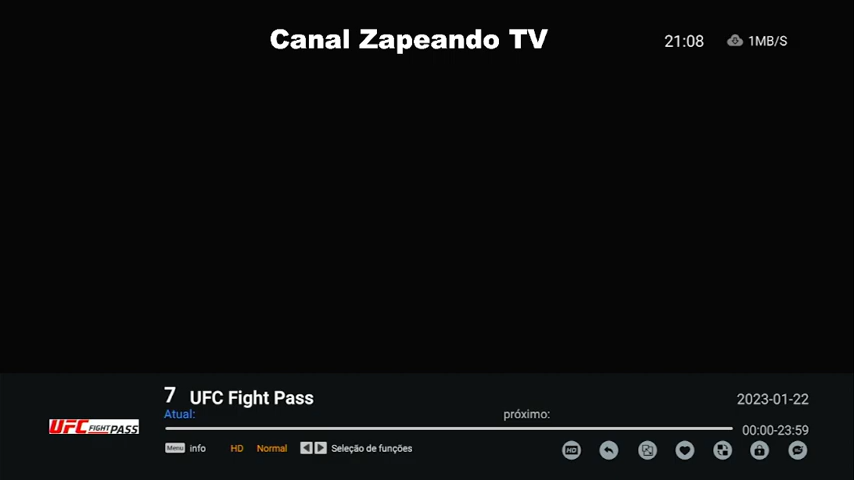 Canal Zapeando TV
21:08 1MB/S
7 UFC Fight Pass 2023-01-22
Atual: próximo:
UFC FIGHT PASS
00:00-23:59
Menu info HD Normal Seleção de funções HD